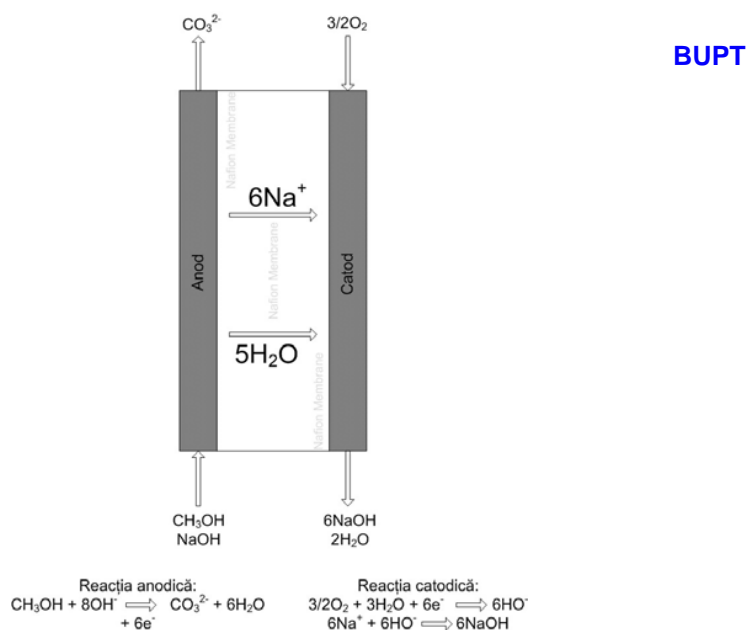 CO₃²⁻
3/2O₂
BUPT
Nafion Membrane
6Na⁺
Nafion Membrane
Anod
Catod
5H₂O
Nafion Membrane
CH₃OH
NaOH
6NaOH
2H₂O
Reacția anodică:
CH₃OH + 8OH⁻ ⇒ CO₃²⁻ + 6H₂O
+ 6e⁻
Reacția catodică:
3/2O₂ + 3H₂O + 6e⁻ ⇒ 6HO⁻
6Na⁺ + 6HO⁻ ⇒ 6NaOH